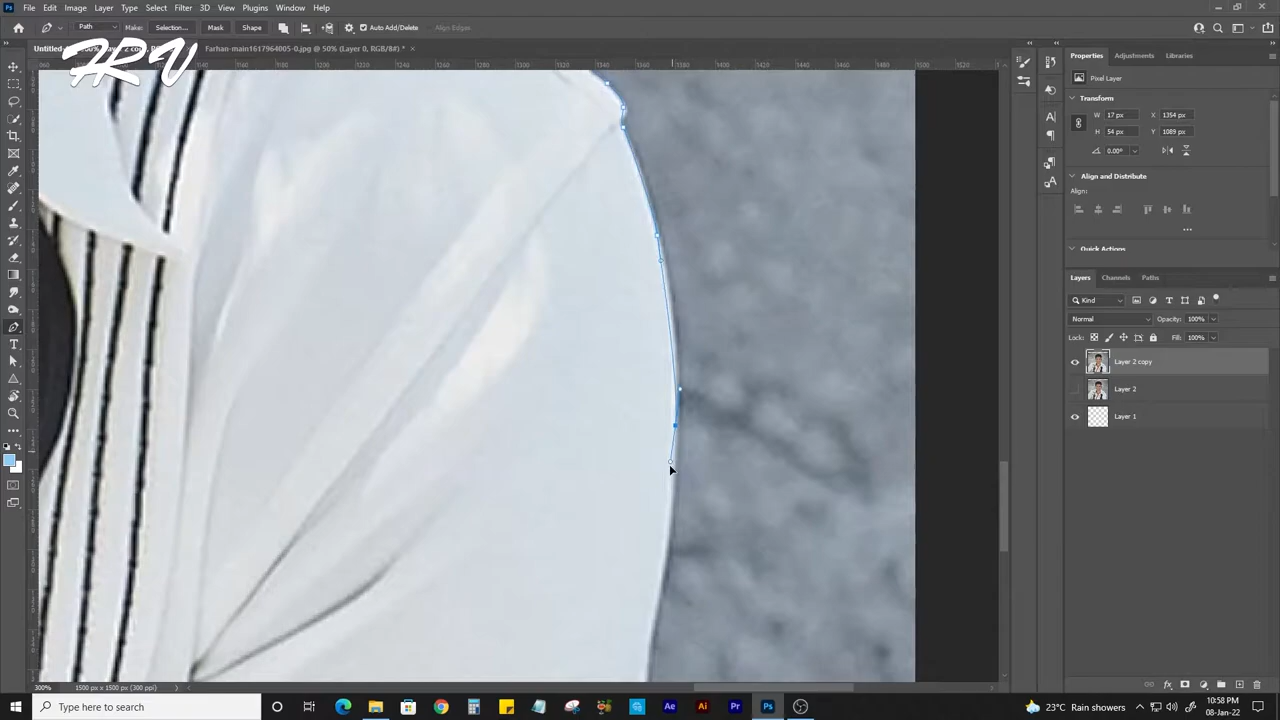 File Edit Image Layer Type Select Filter 3D View Plugins Window Help
Path Make: Selection... Mask Shape Auto Add/Delete Align Edges
Farhan-main1617964005-0.jpg @ 50% (Layer 0, RGB/8#) *
HRV
Properties Adjustments Libraries
Pixel Layer
Transform
W 17 px X 1354 px
H 54 px Y 1089 px
0.00°
Align and Distribute
Align:
Quick Actions
Layers Channels Paths
Kind
Normal Opacity: 100%
Lock: Fill: 100%
Layer 2 copy
Layer 2
Layer 1
300% 1500 px x 1500 px (300 ppi)
Type here to search
Ae Ai Pr Ps
23°C Rain showers
10:58 PM
08-Jan-22